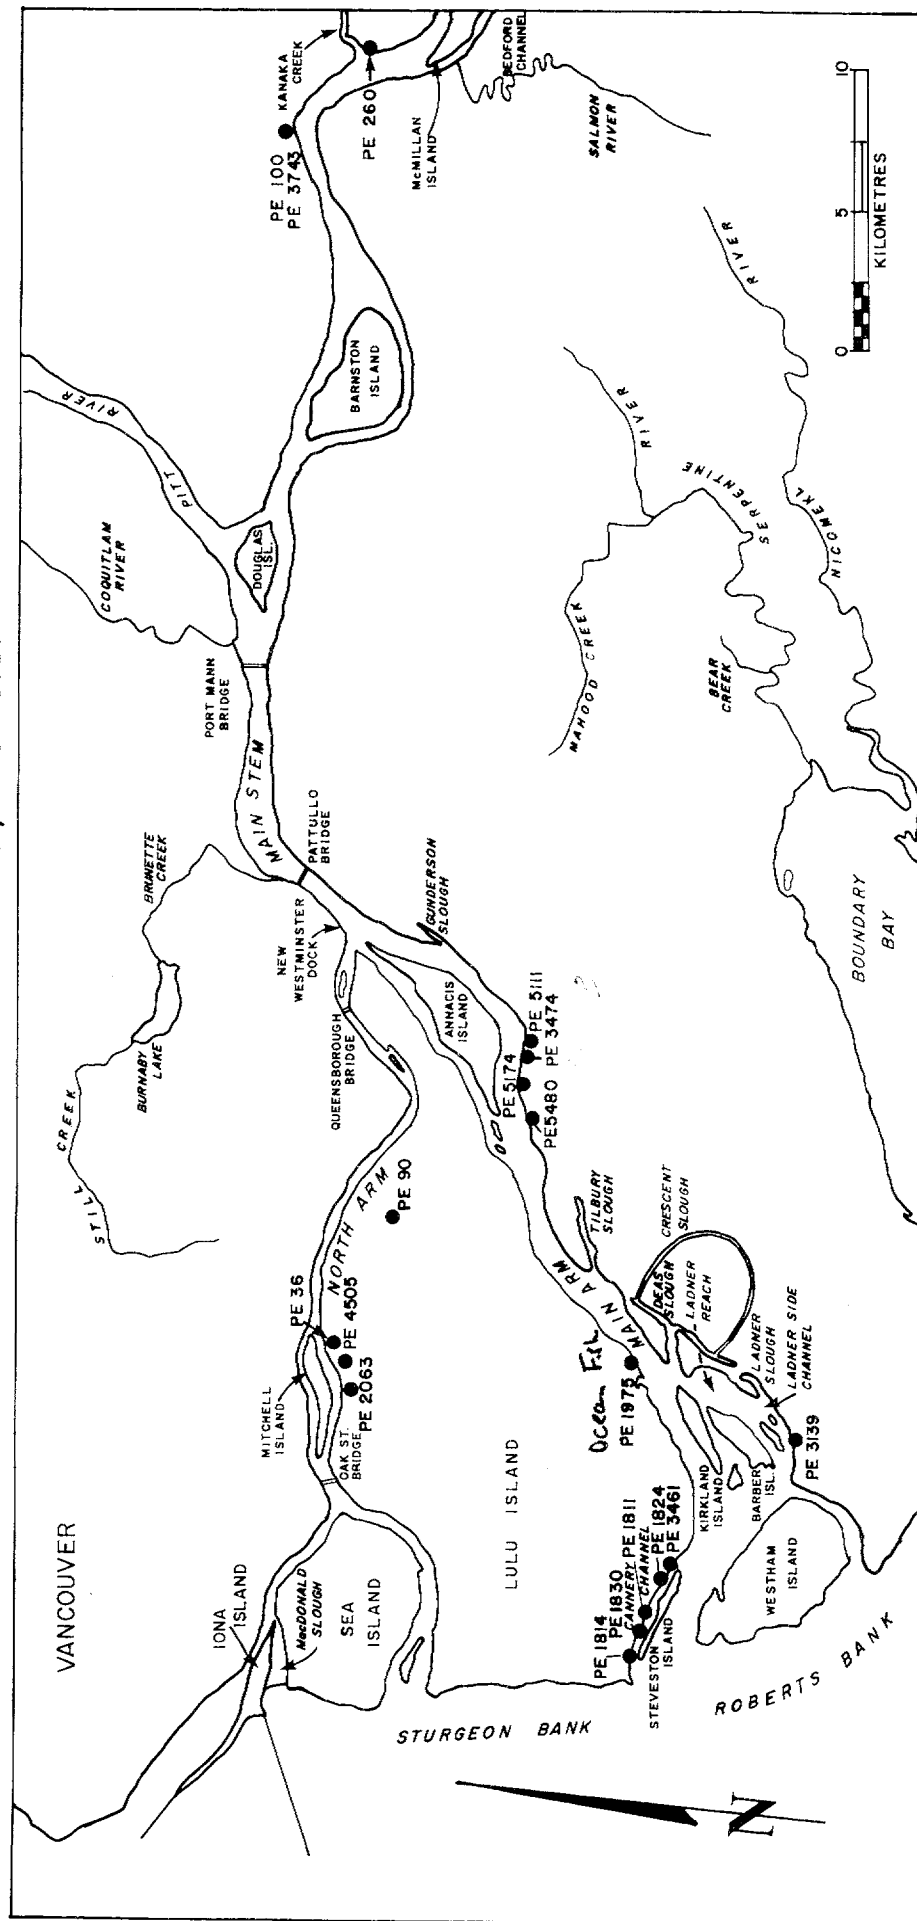 VANCOUVER
IONA
ISLAND
MacDONALD
SLOUGH
SEA
ISLAND
STURGEON BANK
ROBERTS BANK
N
LULU ISLAND
MITCHELL
ISLAND
OAK ST.
BRIDGE
PE 36
PE 4505
PE 2063
NORTH ARM
PE 90
STILL CREEK
BURNABY
LAKE
BRUNETTE
CREEK
QUEENSBOROUGH
BRIDGE
NEW
WESTMINSTER
DOCK
PATTULLO
BRIDGE
MAIN STEM
PORT MANN
BRIDGE
COQUITLAM
RIVER
PITT RIVER
DOUGLAS
ISL.
BARNSTON
ISLAND
PE 100
PE 3743
KANAKA
CREEK
PE 260
McMILLAN
ISLAND
BEDFORD
CHANNEL
SALMON
RIVER
GUNDERSON
SLOUGH
ANNACIS
ISLAND
PE 5111
PE 3474
PE 5174
PE5480
TILBURY
SLOUGH
MAIN ARM
Ocean Fish
PE 1975
CRESCENT
SLOUGH
DEAS
SLOUGH
LADNER
REACH
LADNER
SLOUGH
LADNER SIDE
CHANNEL
PE 3139
KIRKLAND
ISLAND
BARBER
ISL.
WESTHAM
ISLAND
PE 1814
PE 1830
CANNERY
CHANNEL
PE 1811
PE 1824
PE 3461
STEVESTON
ISLAND
MAHOOD CREEK
BEAR
CREEK
SERPENTINE RIVER
NICOMEKL RIVER
BOUNDARY
BAY
0 5 10
KILOMETRES